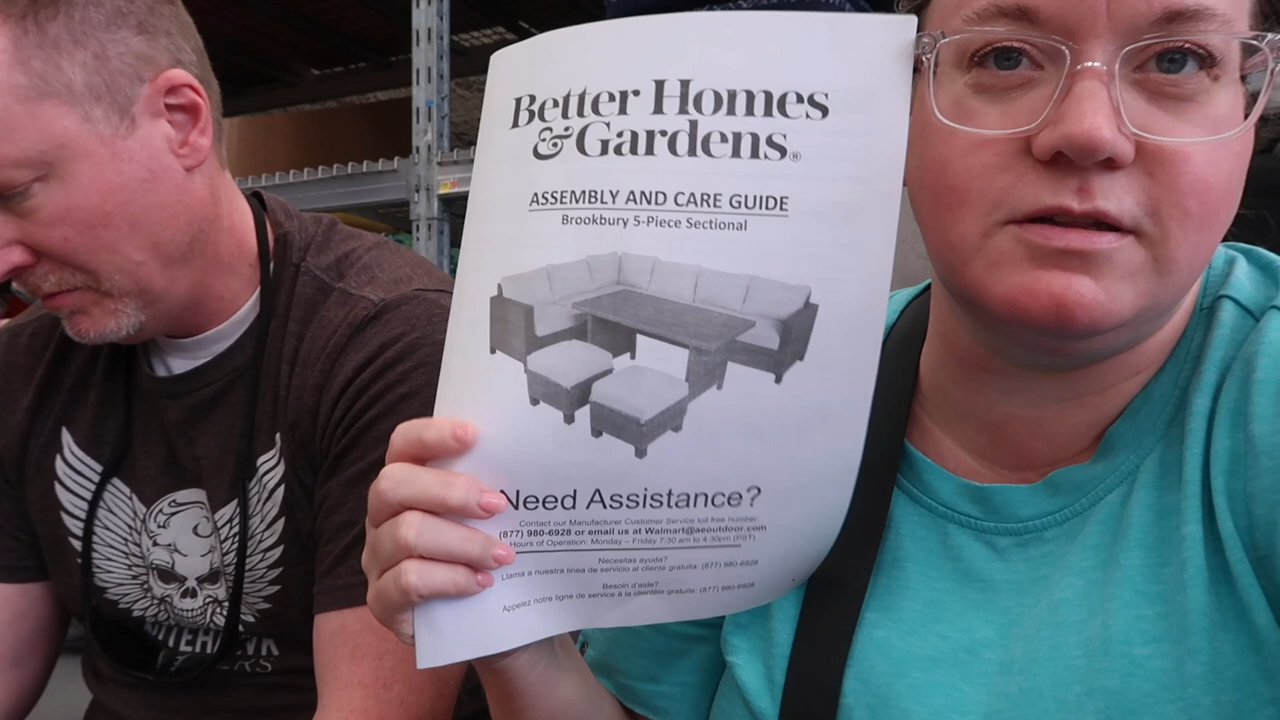 Better Homes
&Gardens®
ASSEMBLY AND CARE GUIDE
Brookbury 5-Piece Sectional
Need Assistance?
Contact our Manufacturer Customer Service toll free number:
(877) 980-6928 or email us at Walmart@aeoutdoor.com
Hours of Operation: Monday – Friday 7:30 am to 4:30pm (PST)
Necesitas ayuda?
Llama a nuestra linea de servicio al cliente gratuita: (877) 980-6928
Besoin d'aide?
Appelez notre ligne de service à la clientèle gratuite: (877) 980-6928